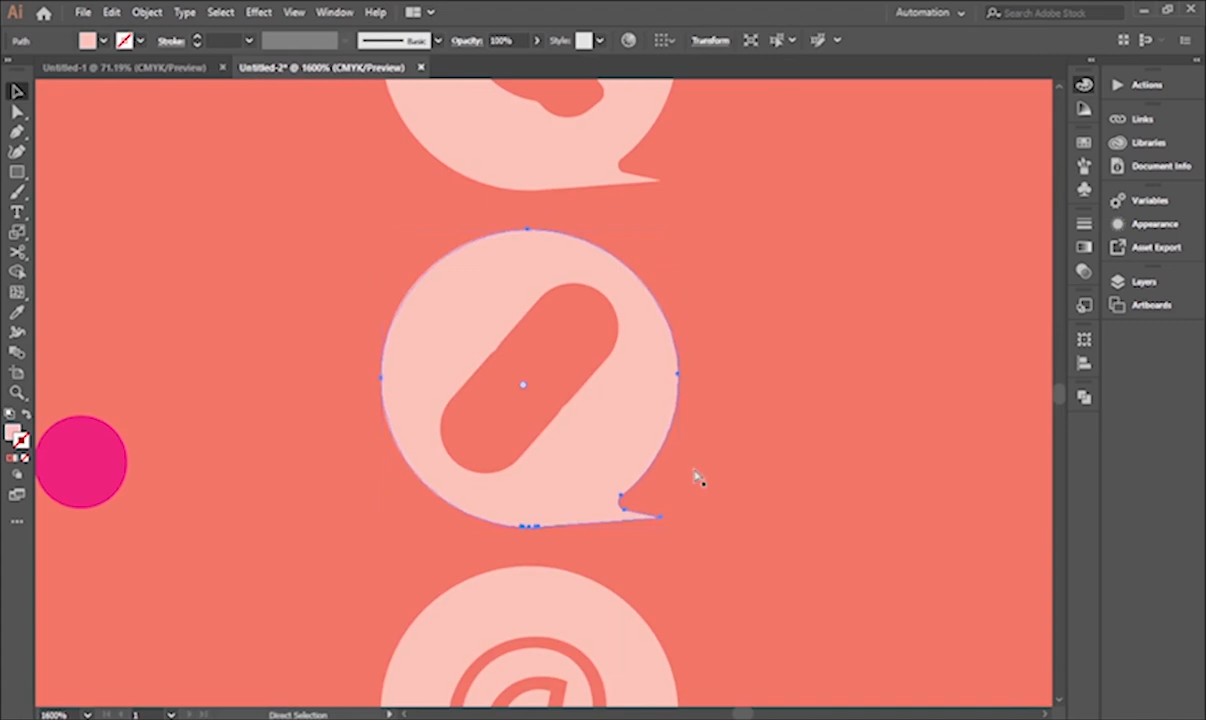 Ai File Edit Object Type Select Effect View Window Help Automation Search Adobe Stock
Path Stroke: Basic Opacity: 100% Style: Transform
Untitled-1 @ 71.19% (CMYK/Preview) × Untitled-2* @ 1600% (CMYK/Preview) ×
Actions
Links
Libraries
Document Info
Variables
Appearance
Asset Export
Layers
Artboards
@
1600% 1 Direct Selection